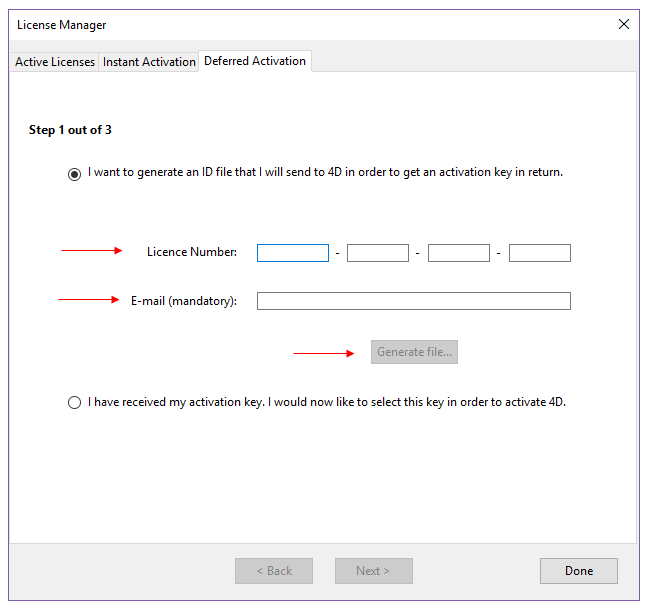 License Manager
Active Licenses Instant Activation Deferred Activation
Step 1 out of 3
I want to generate an ID file that I will send to 4D in order to get an activation key in return.
Licence Number: - - -
E-mail (mandatory):
Generate file...
I have received my activation key. I would now like to select this key in order to activate 4D.
< Back Next > Done